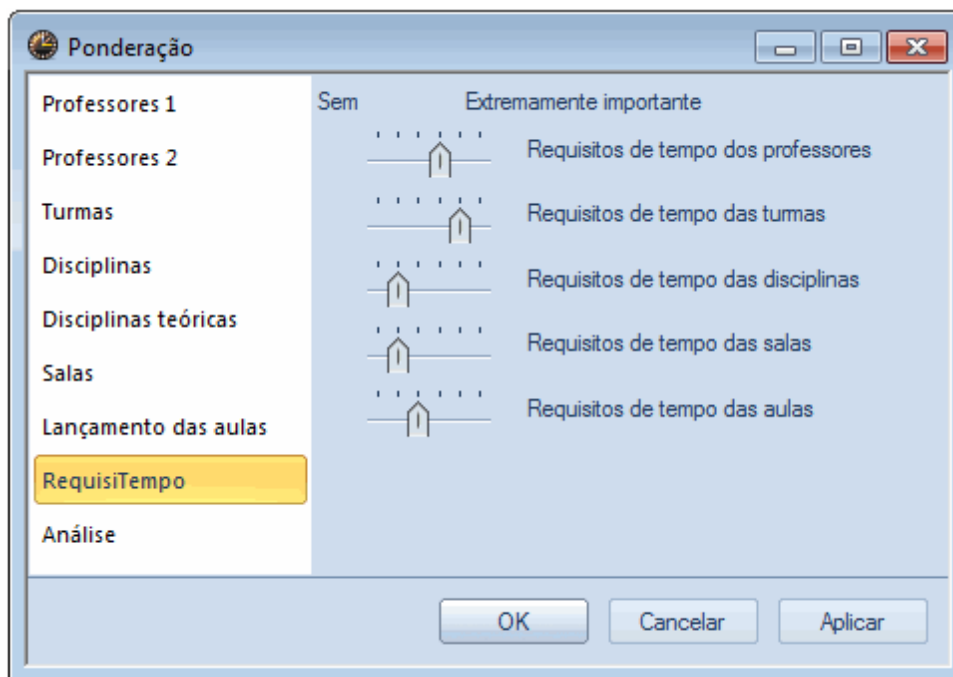 Ponderação
Professores 1
Professores 2
Turmas
Disciplinas
Disciplinas teóricas
Salas
Lançamento das aulas
RequisiTempo
Análise
Sem Extremamente importante
Requisitos de tempo dos professores
Requisitos de tempo das turmas
Requisitos de tempo das disciplinas
Requisitos de tempo das salas
Requisitos de tempo das aulas
OK Cancelar Aplicar